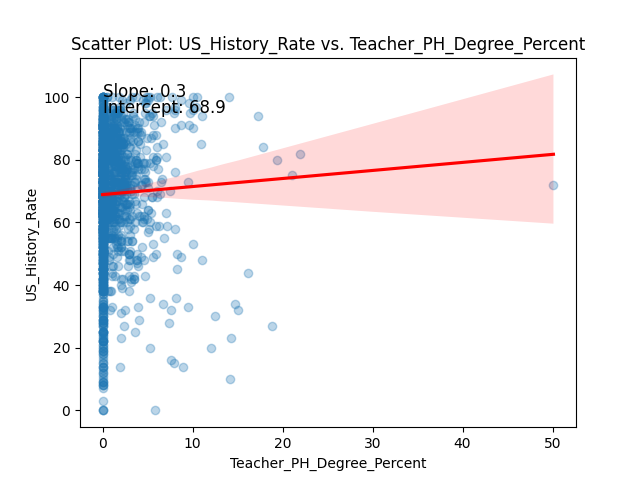 Scatter Plot: US_History_Rate vs. Teacher_PH_Degree_Percent
Slope: 0.3
Intercept: 68.9
100
80
60
40
20
0
US_History_Rate
0 10 20 30 40 50
Teacher_PH_Degree_Percent